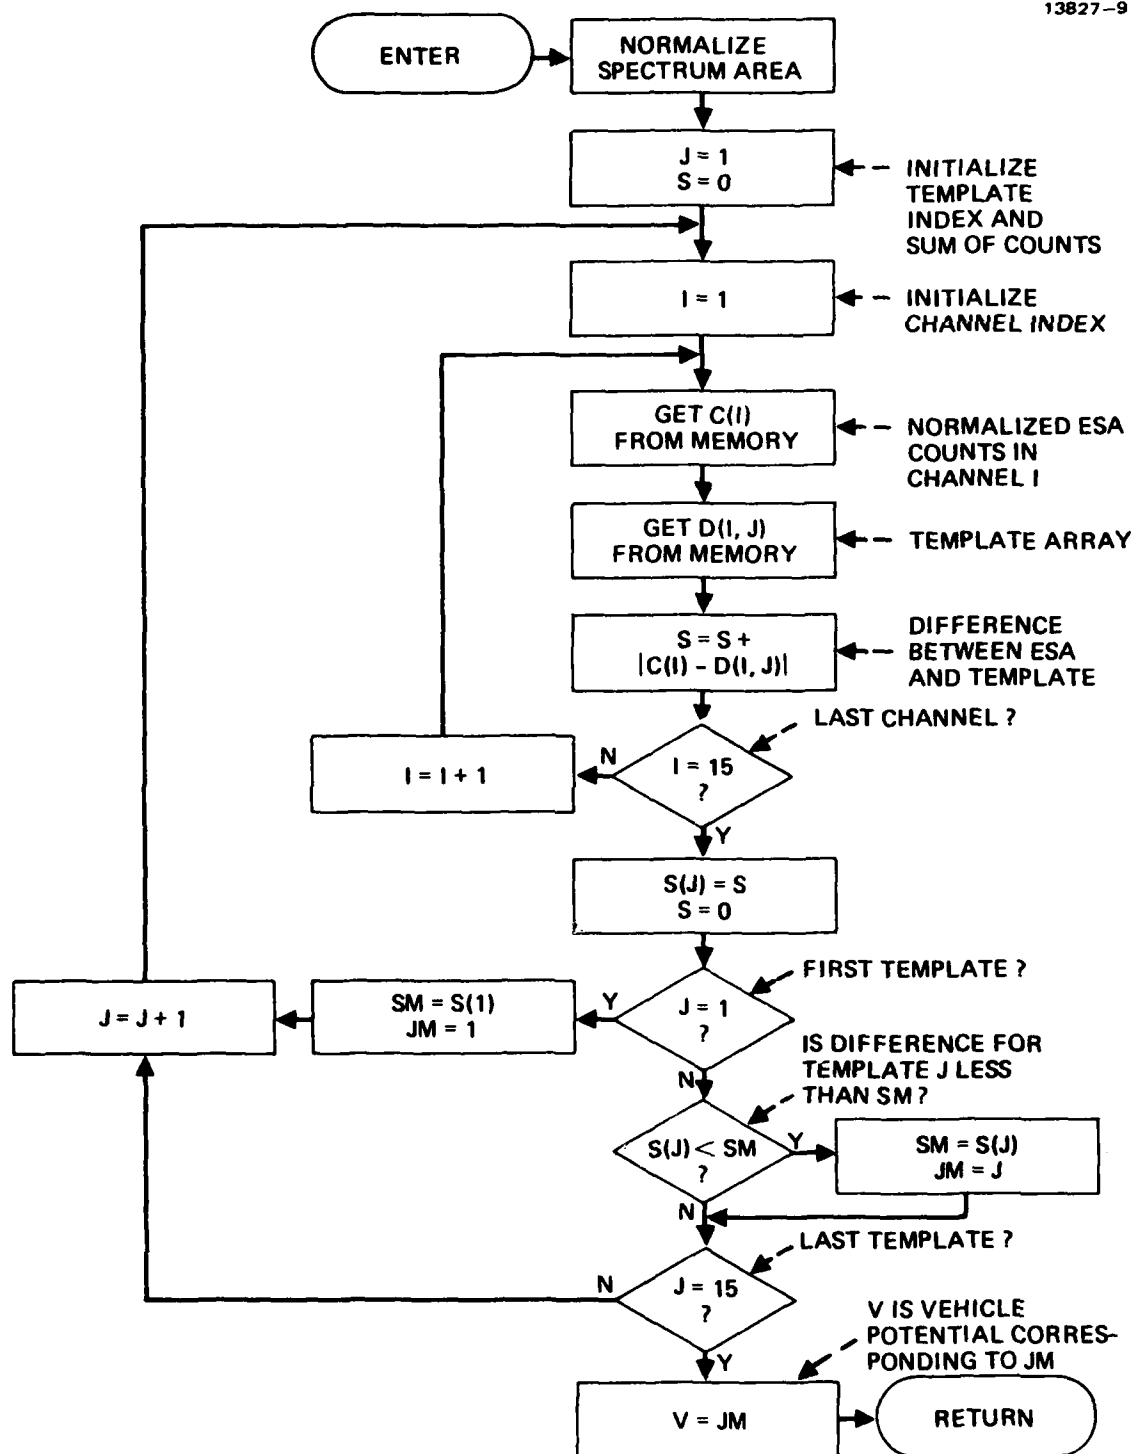 13827-9
ENTER
NORMALIZE
SPECTRUM AREA
J = 1
S = 0
INITIALIZE
TEMPLATE
INDEX AND
SUM OF COUNTS
I = 1
INITIALIZE
CHANNEL INDEX
GET C(I)
FROM MEMORY
NORMALIZED ESA
COUNTS IN
CHANNEL I
GET D(I, J)
FROM MEMORY
TEMPLATE ARRAY
S = S +
|C(I) - D(I, J)|
DIFFERENCE
BETWEEN ESA
AND TEMPLATE
LAST CHANNEL ?
I = 15
?
N
I = I + 1
Y
S(J) = S
S = 0
FIRST TEMPLATE ?
J = 1
?
Y
SM = S(1)
JM = 1
J = J + 1
N
IS DIFFERENCE FOR
TEMPLATE J LESS
THAN SM ?
S(J) < SM
?
Y
SM = S(J)
JM = J
N
LAST TEMPLATE ?
J = 15
?
N
Y
V IS VEHICLE
POTENTIAL CORRES-
PONDING TO JM
V = JM
RETURN